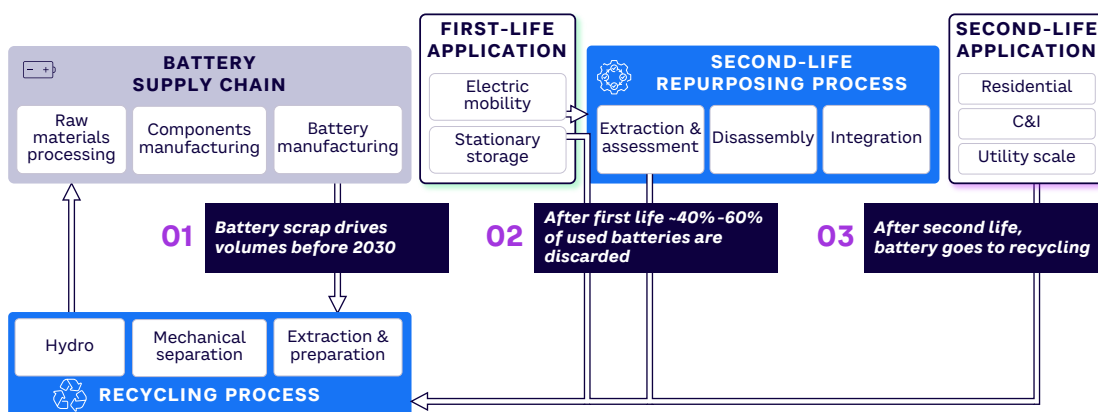 BATTERY
SUPPLY CHAIN
Raw
materials
processing
Components
manufacturing
Battery
manufacturing
FIRST-LIFE
APPLICATION
Electric
mobility
Stationary
storage
SECOND-LIFE
REPURPOSING PROCESS
Extraction &
assessment
Disassembly
Integration
SECOND-LIFE
APPLICATION
Residential
C&I
Utility scale
01
Battery scrap drives
volumes before 2030
02
After first life ~40%-60%
of used batteries are
discarded
03
After second life,
battery goes to recycling
Hydro
Mechanical
separation
Extraction &
preparation
RECYCLING PROCESS